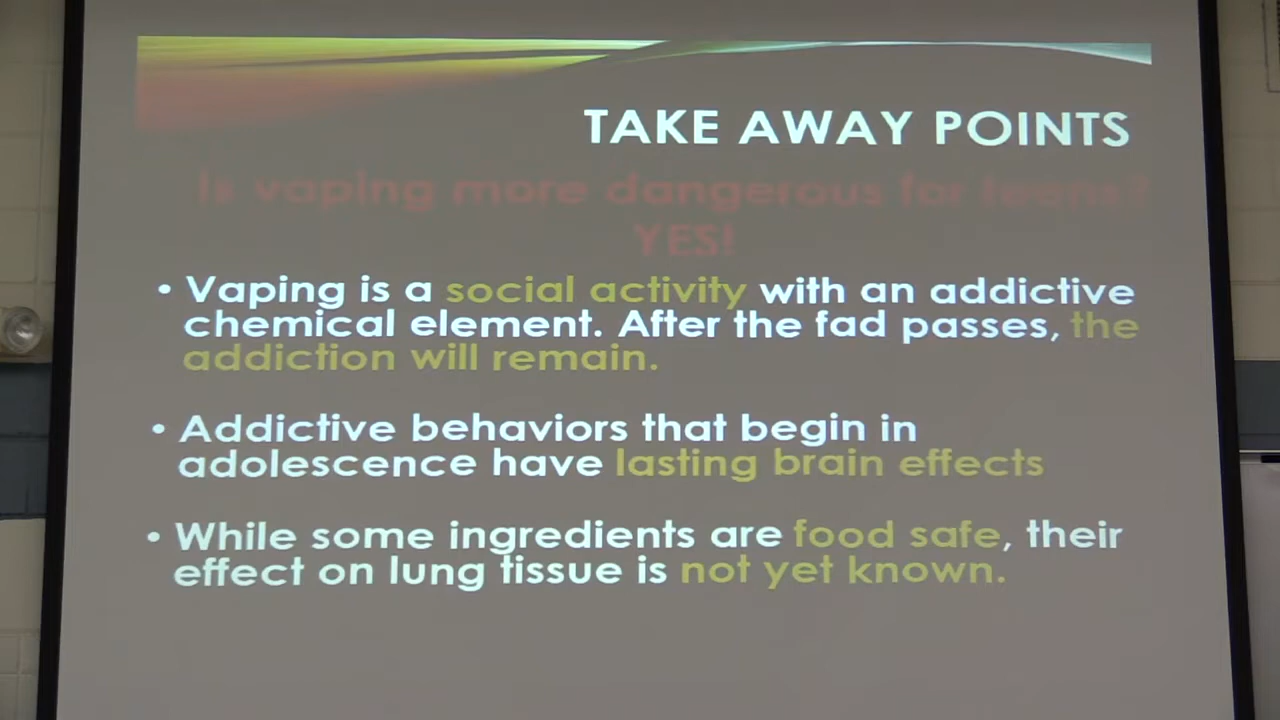 TAKE AWAY POINTS
Is vaping more dangerous for teens?
YES!
• Vaping is a social activity with an addictive
chemical element. After the fad passes, the
addiction will remain.
• Addictive behaviors that begin in
adolescence have lasting brain effects
• While some ingredients are food safe, their
effect on lung tissue is not yet known.